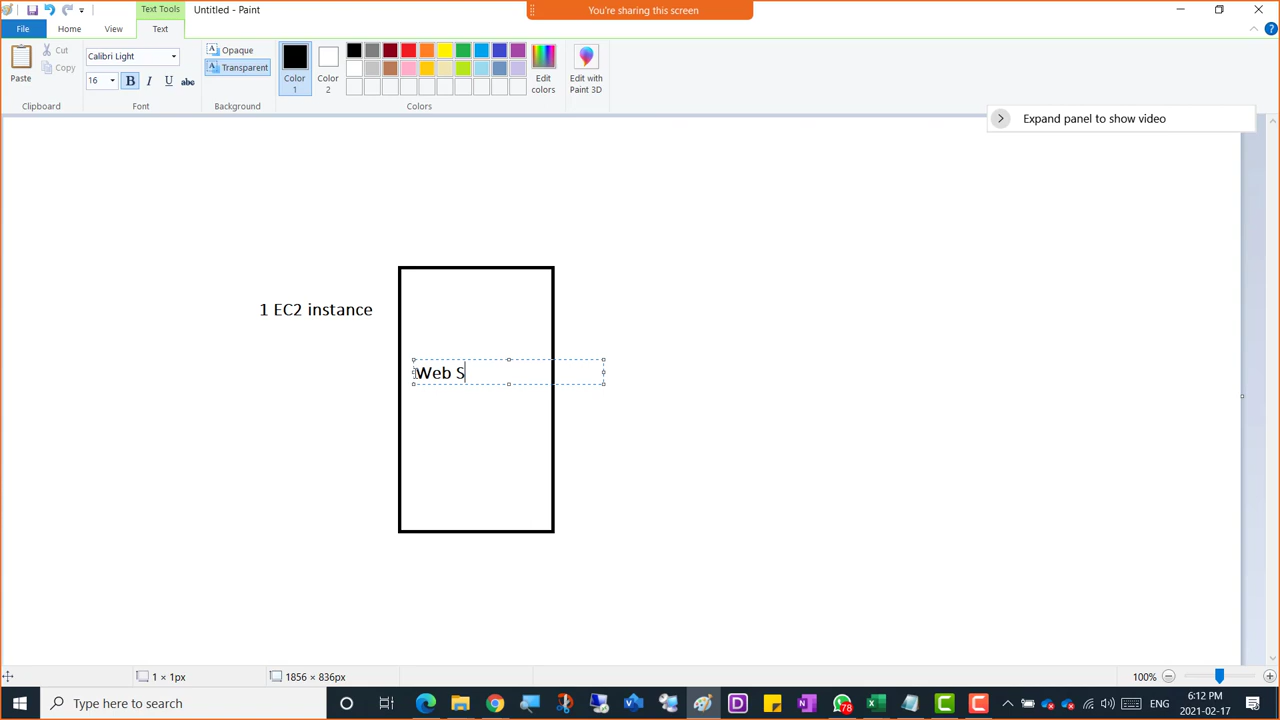 Text Tools
Untitled - Paint
You're sharing this screen
File
Home
View
Text
Paste
Cut
Copy
Calibri Light
16
B
I
U
abc
Opaque
Transparent
Color 1
Color 2
Edit colors
Edit with Paint 3D
Clipboard
Font
Background
Colors
Expand panel to show video
1 EC2 instance
Web S
1 × 1px
1856 × 836px
100%
Type here to search
78
ENG
6:12 PM
2021-02-17